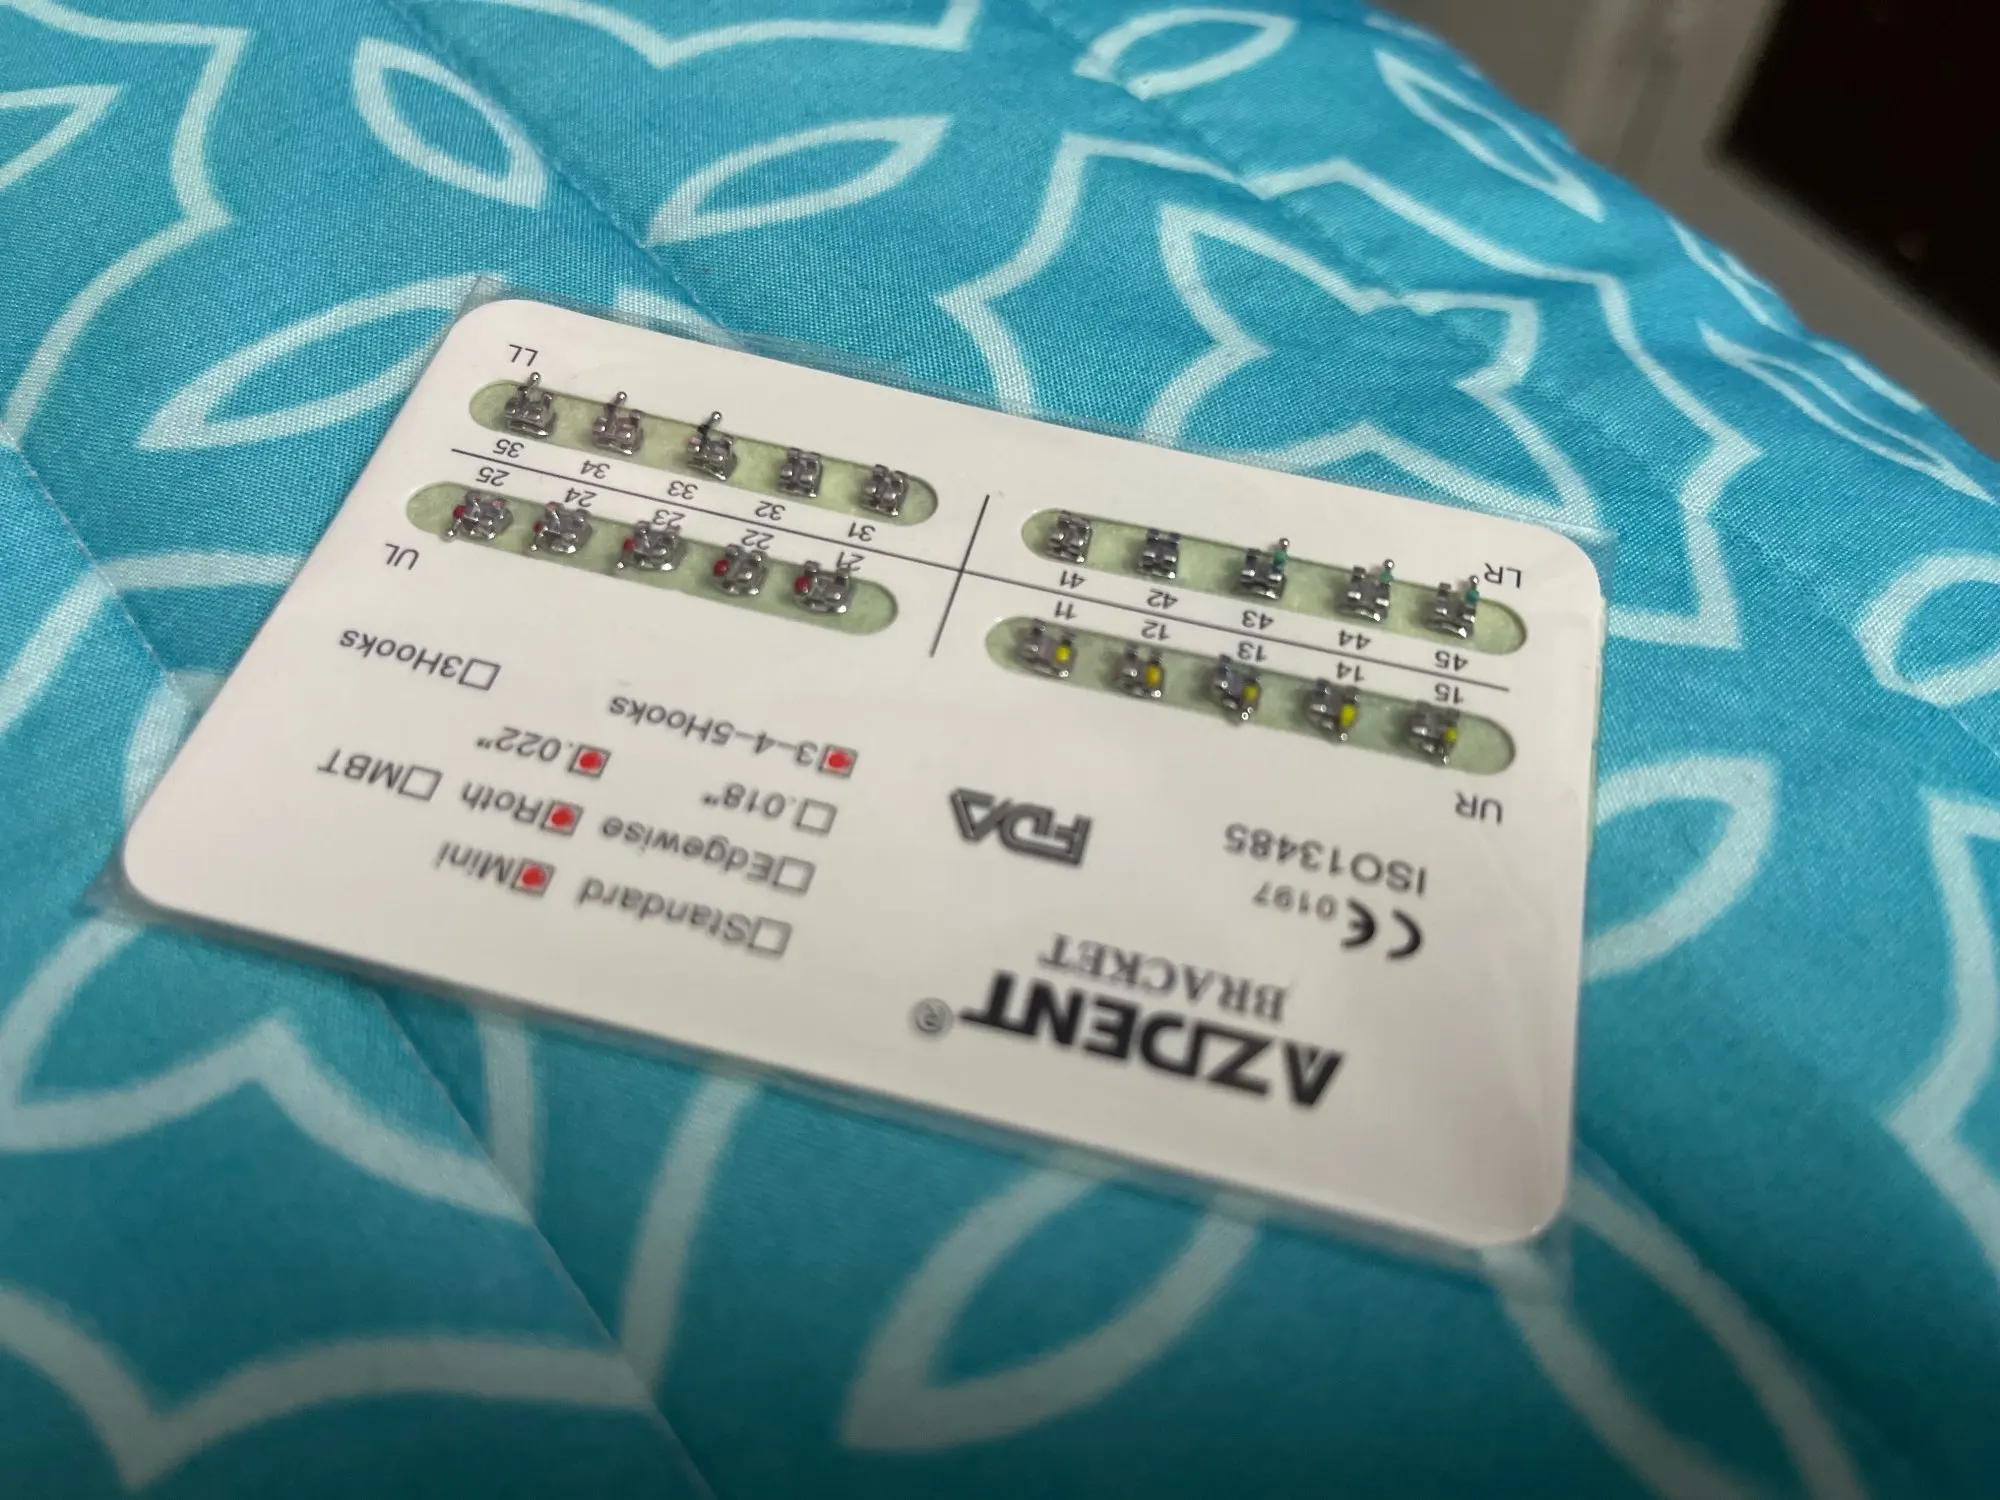 AZDENT®
BRACKET
CE 0197
ISO13485
FDA
□Standard □Mini
□Edgewise □Roth □MBT
□.018" □.022"
□3-4-5Hooks □3Hooks
UR UL
15 14 13 12 11 21 22 23 24 25
45 44 43 42 41 31 32 33 34 35
LR LL